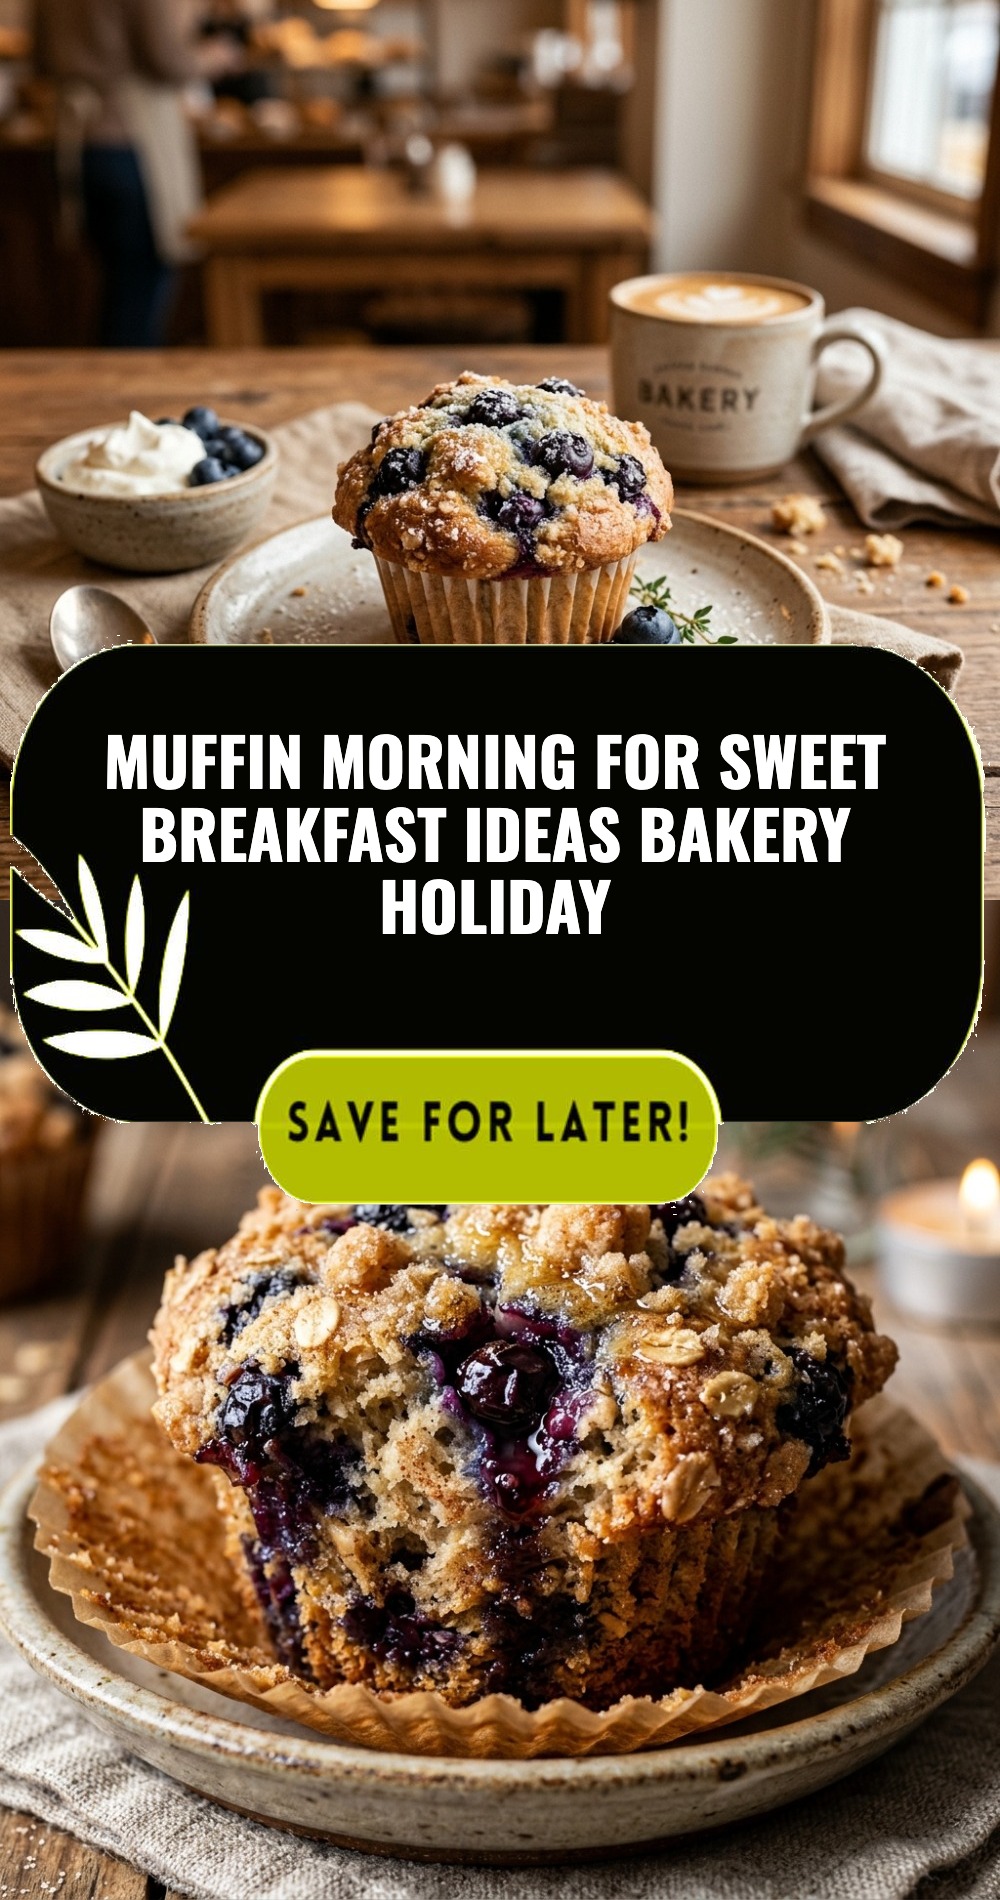 BAKERY
MUFFIN MORNING FOR SWEET
BREAKFAST IDEAS BAKERY
HOLIDAY
SAVE FOR LATER!